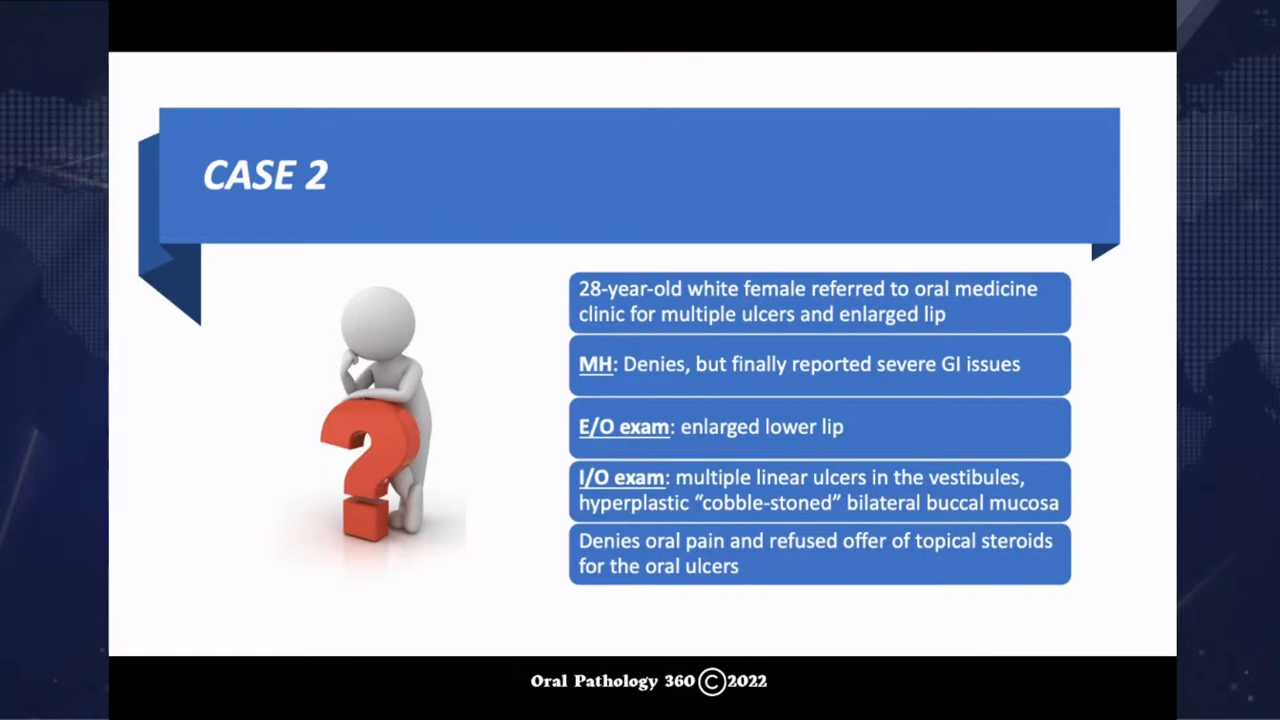 CASE 2
28-year-old white female referred to oral medicine
clinic for multiple ulcers and enlarged lip
MH: Denies, but finally reported severe GI issues
E/O exam: enlarged lower lip
I/O exam: multiple linear ulcers in the vestibules,
hyperplastic “cobble-stoned” bilateral buccal mucosa
Denies oral pain and refused offer of topical steroids
for the oral ulcers
Oral Pathology 360 ©2022